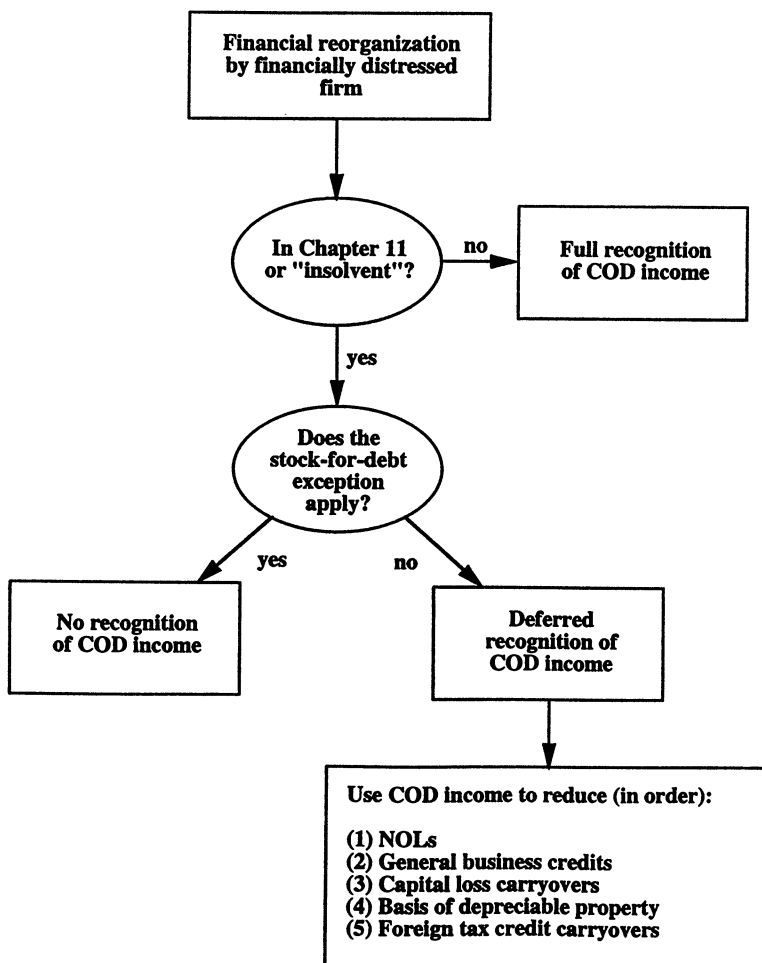 Financial reorganization
by financially distressed
firm
In Chapter 11
or "insolvent"?
no
Full recognition
of COD income
yes
Does the
stock-for-debt
exception
apply?
yes
no
No recognition
of COD income
Deferred
recognition of
COD income
Use COD income to reduce (in order):
(1) NOLs
(2) General business credits
(3) Capital loss carryovers
(4) Basis of depreciable property
(5) Foreign tax credit carryovers